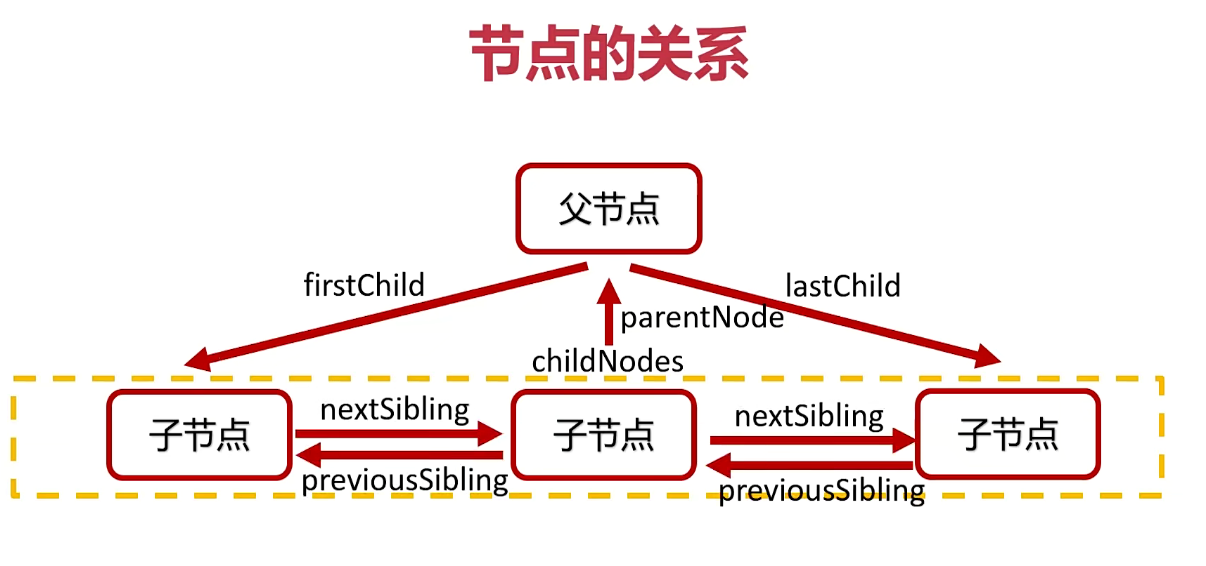 节点的关系
父节点
firstChild
lastChild
parentNode
childNodes
子节点
nextSibling
previousSibling
子节点
nextSibling
previousSibling
子节点